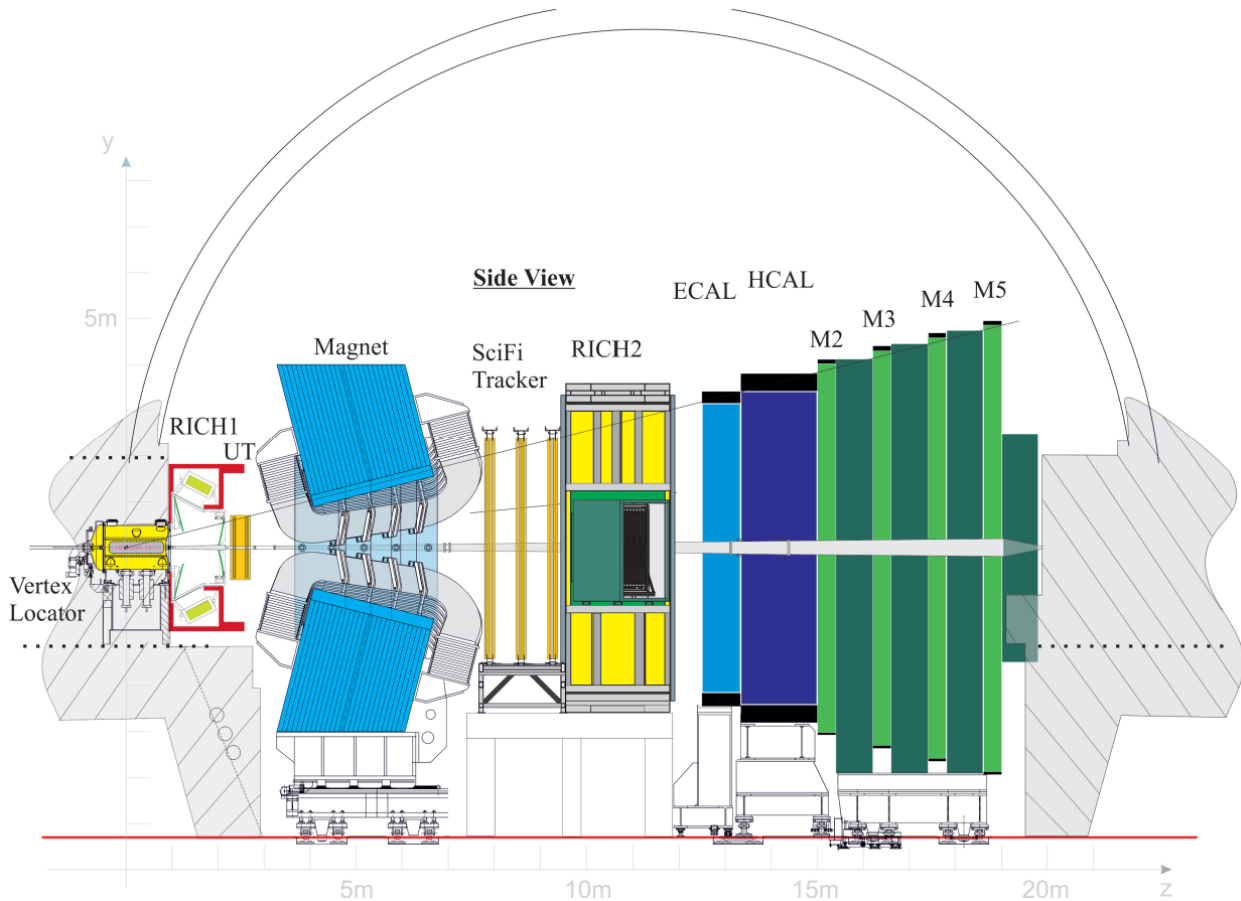 y
5m
Side View
ECAL
HCAL
M2
M3
M4
M5
Magnet
SciFi
Tracker
RICH2
RICH1
UT
Vertex
Locator
5m
10m
15m
20m
z